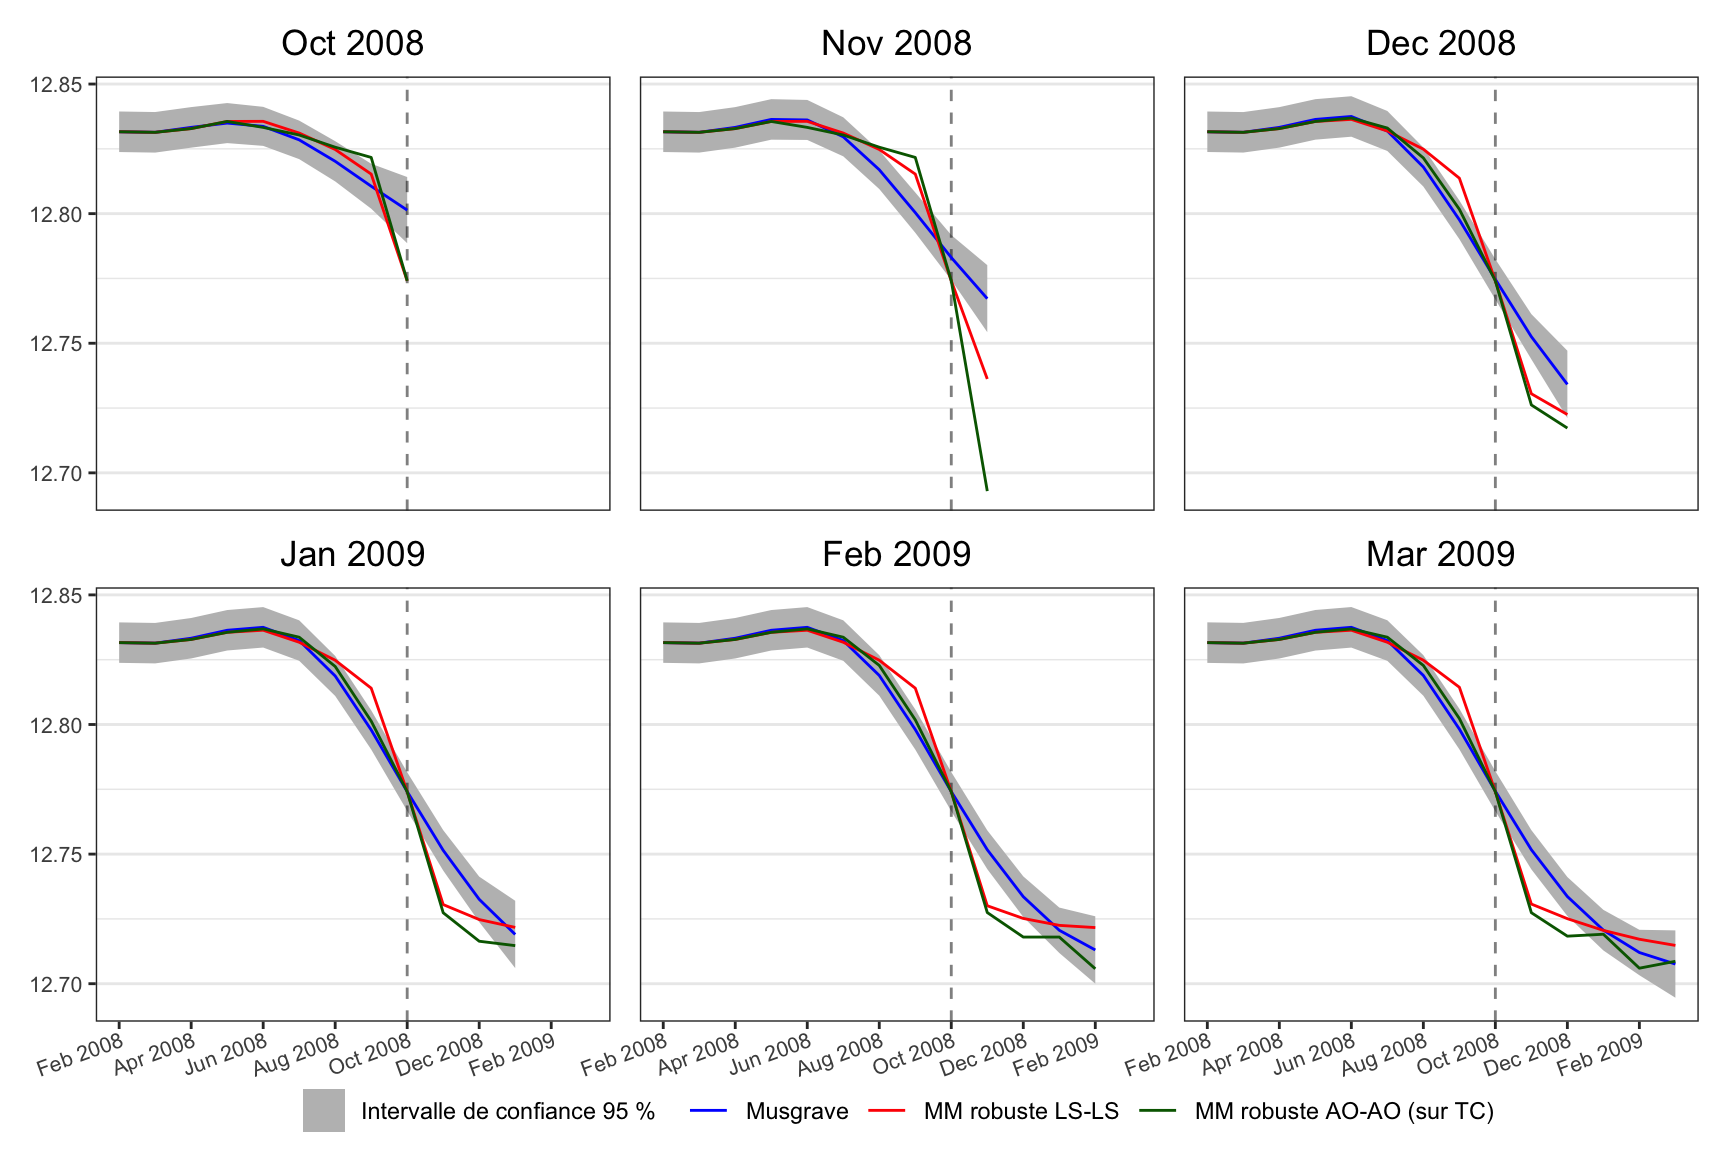 Oct 2008 Nov 2008 Dec 2008
12.85
12.80
12.75
12.70
Jan 2009 Feb 2009 Mar 2009
12.85
12.80
12.75
12.70
Feb 2008 Apr 2008 Jun 2008 Aug 2008 Oct 2008 Dec 2008 Feb 2009 Feb 2008 Apr 2008 Jun 2008 Aug 2008 Oct 2008 Dec 2008 Feb 2009 Feb 2008 Apr 2008 Jun 2008 Aug 2008 Oct 2008 Dec 2008 Feb 2009
Intervalle de confiance 95 % Musgrave MM robuste LS-LS MM robuste AO-AO (sur TC)